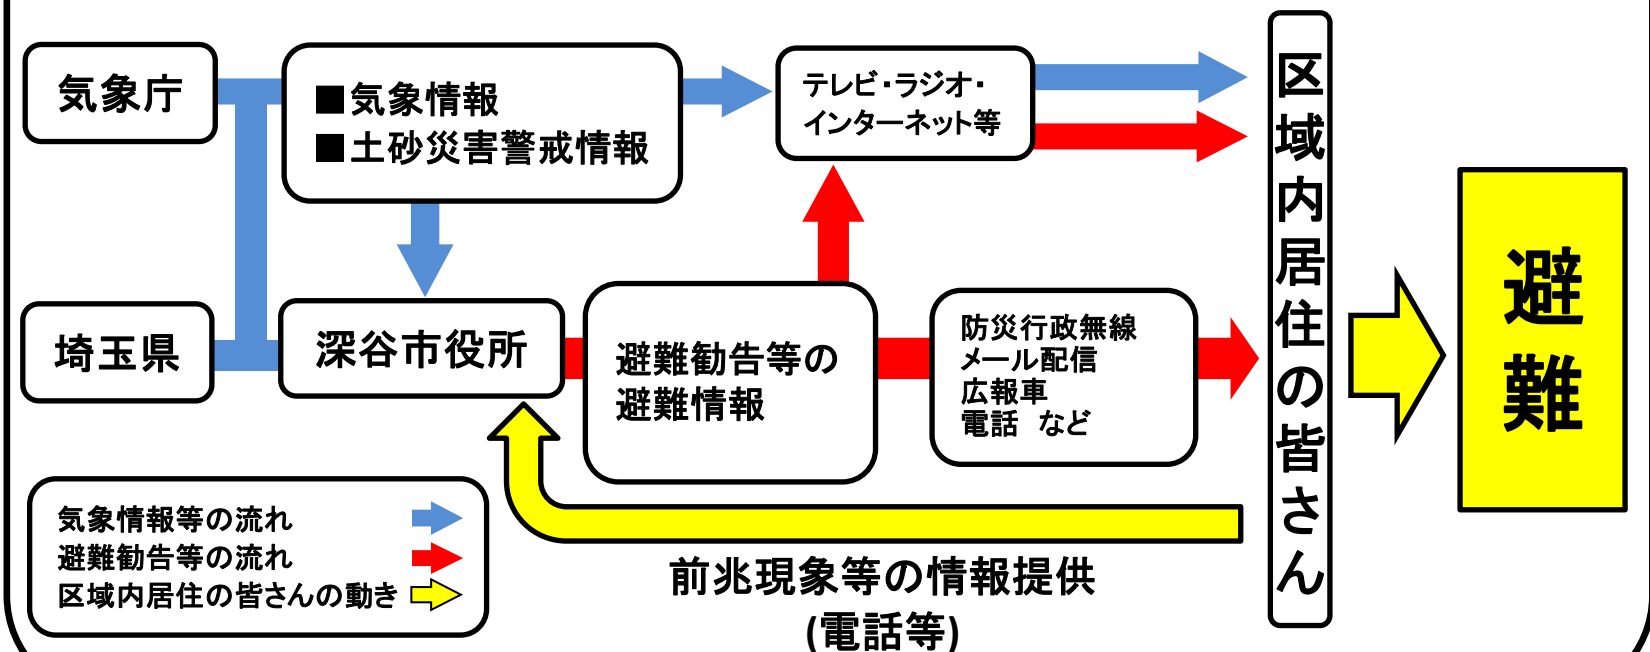 気象庁
■気象情報
■土砂災害警戒情報
テレビ・ラジオ・
インターネット等
区域内居住の皆さん
避難
埼玉県
深谷市役所
避難勧告等の
避難情報
防災行政無線
メール配信
広報車
電話　など
気象情報等の流れ
避難勧告等の流れ
区域内居住の皆さんの動き
前兆現象等の情報提供
(電話等)